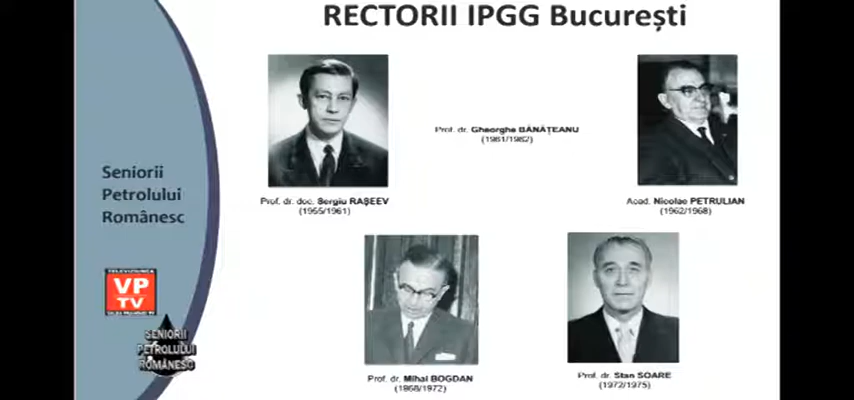 RECTORII IPGG București
Prof. dr. doc. Sergiu RAȘEEV
(1955/1961)
Prof. dr. Gheorghe BĂNĂȚEANU
(1961/1962)
Acad. Nicolae PETRULIAN
(1962/1968)
Seniorii
Petrolului
Românesc
TELEVIZIUNEA
VP
TV
Prof. dr. Mihai BOGDAN
(1968/1972)
Prof. dr. Stan SOARE
(1972/1975)
SENIORII
PETROLULUI
ROMÂNESC